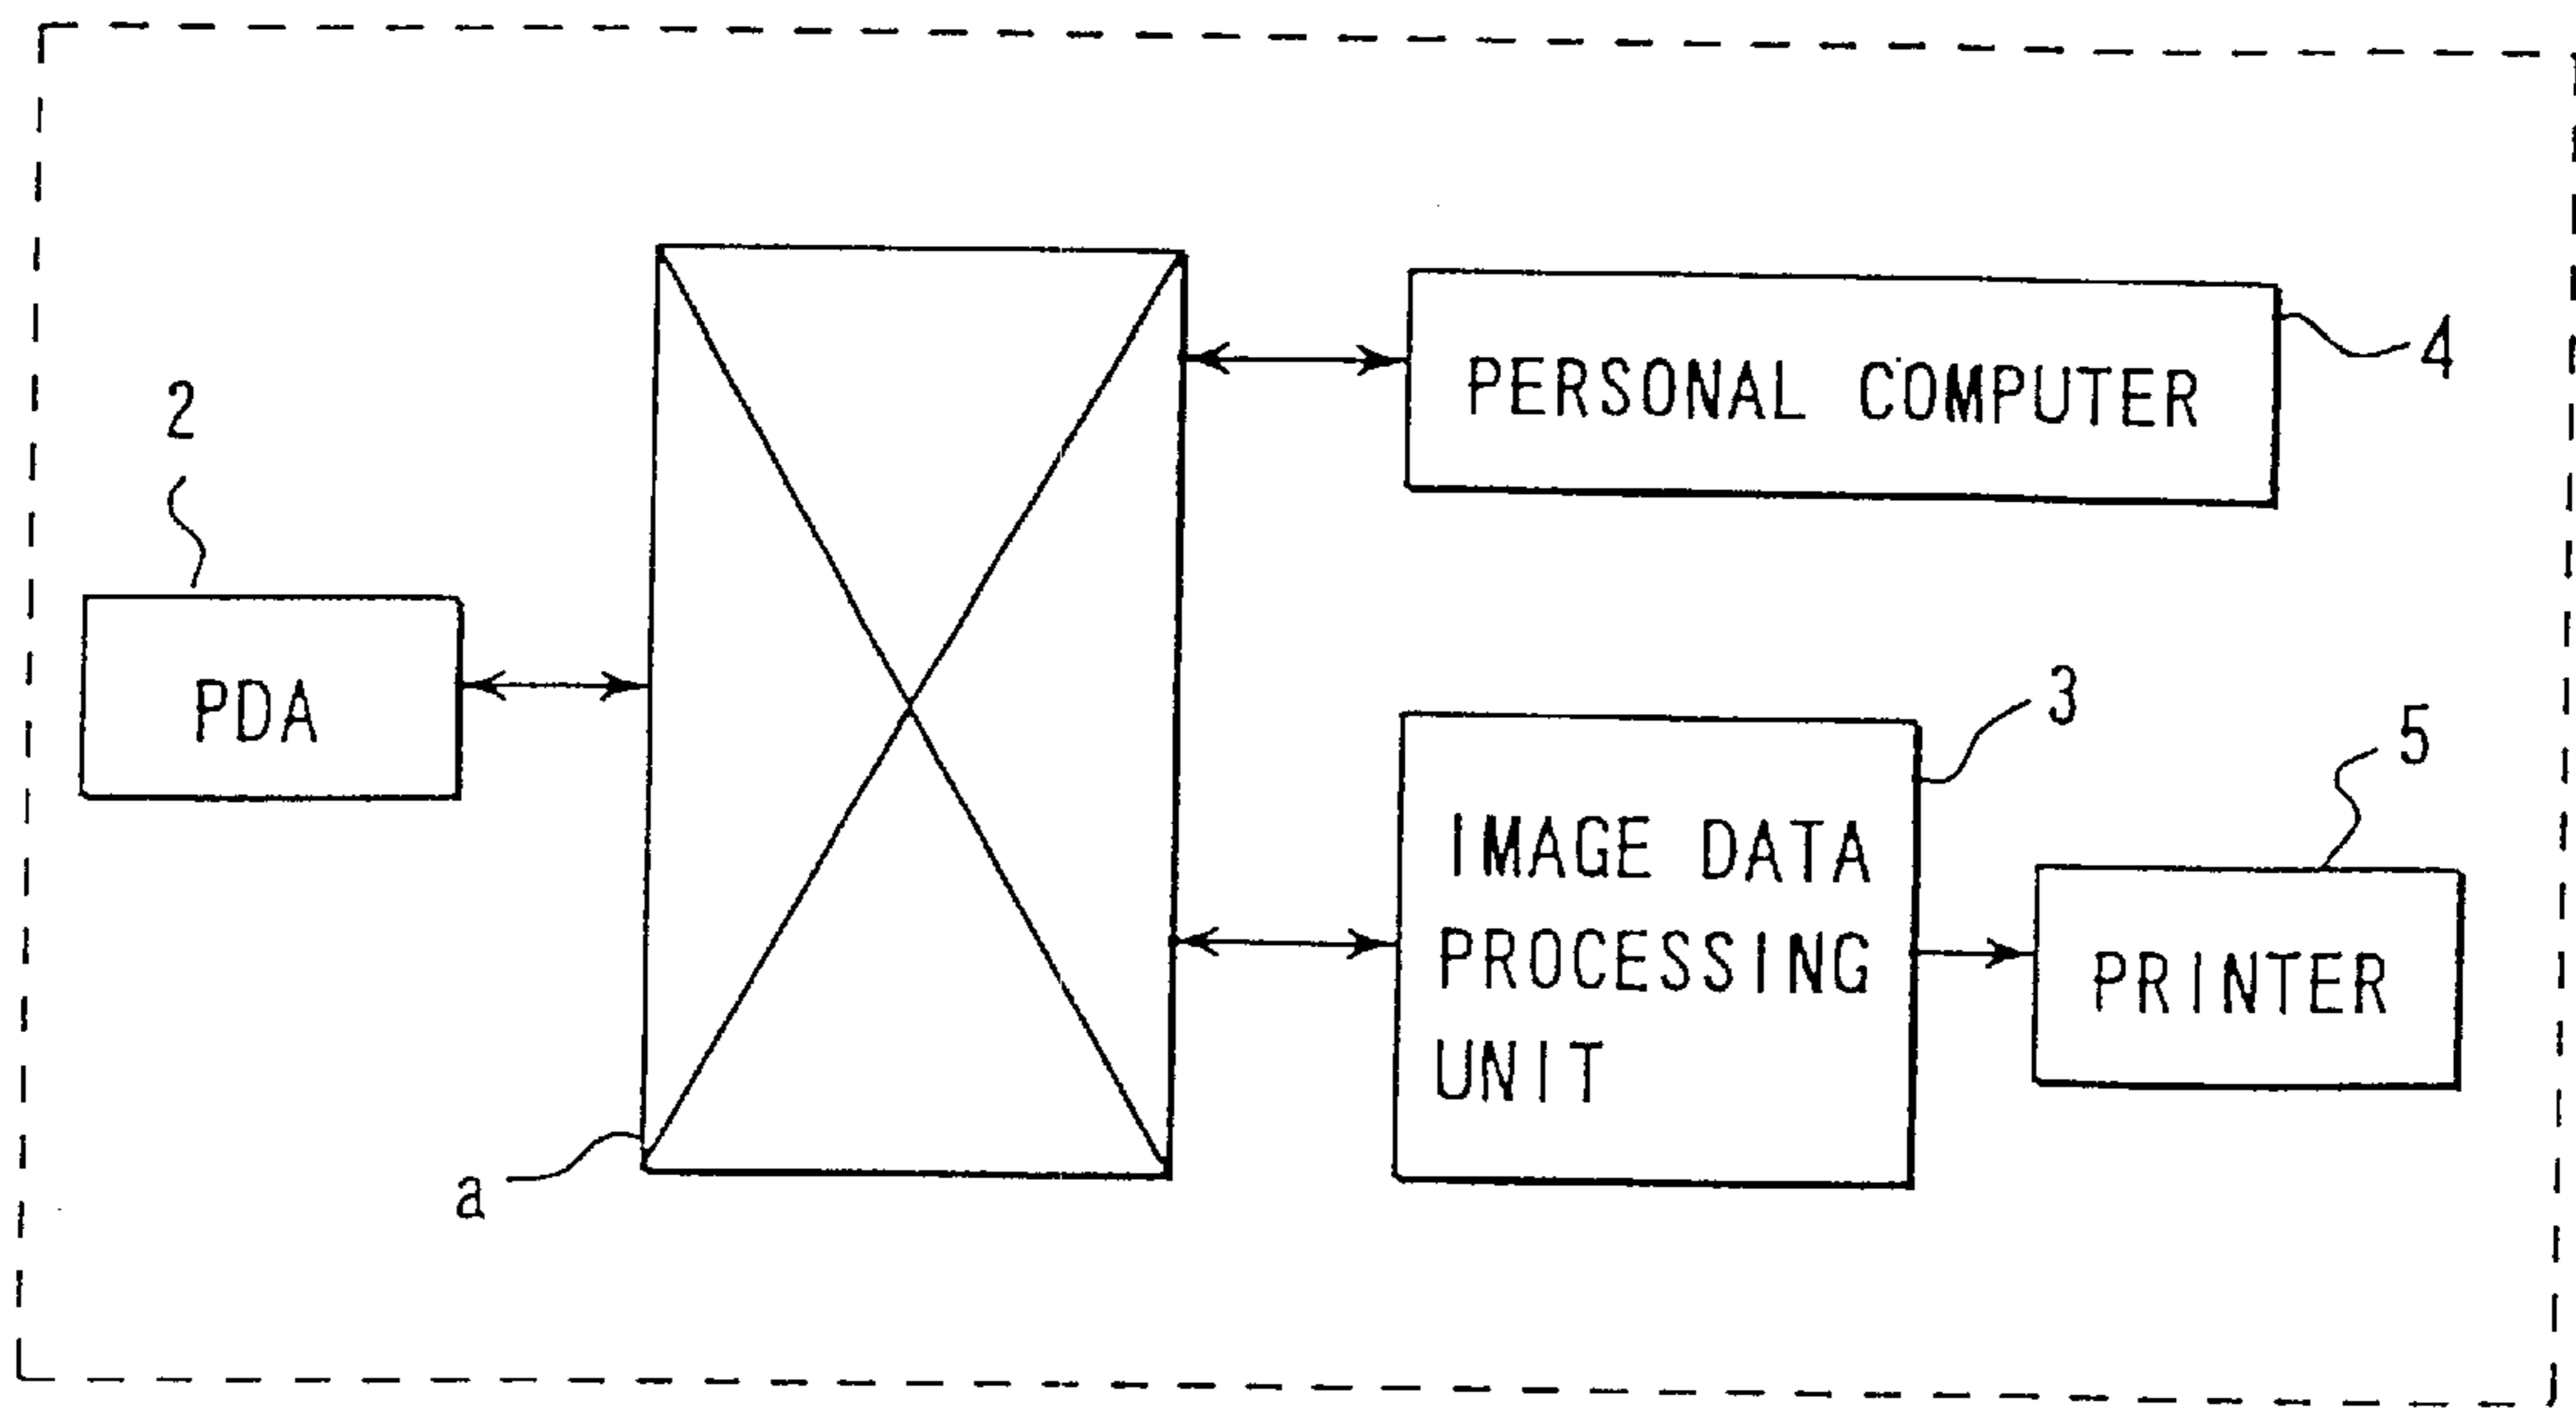 2
PDA
a
PERSONAL COMPUTER
4
IMAGE DATA
PROCESSING
UNIT
3
PRINTER
5